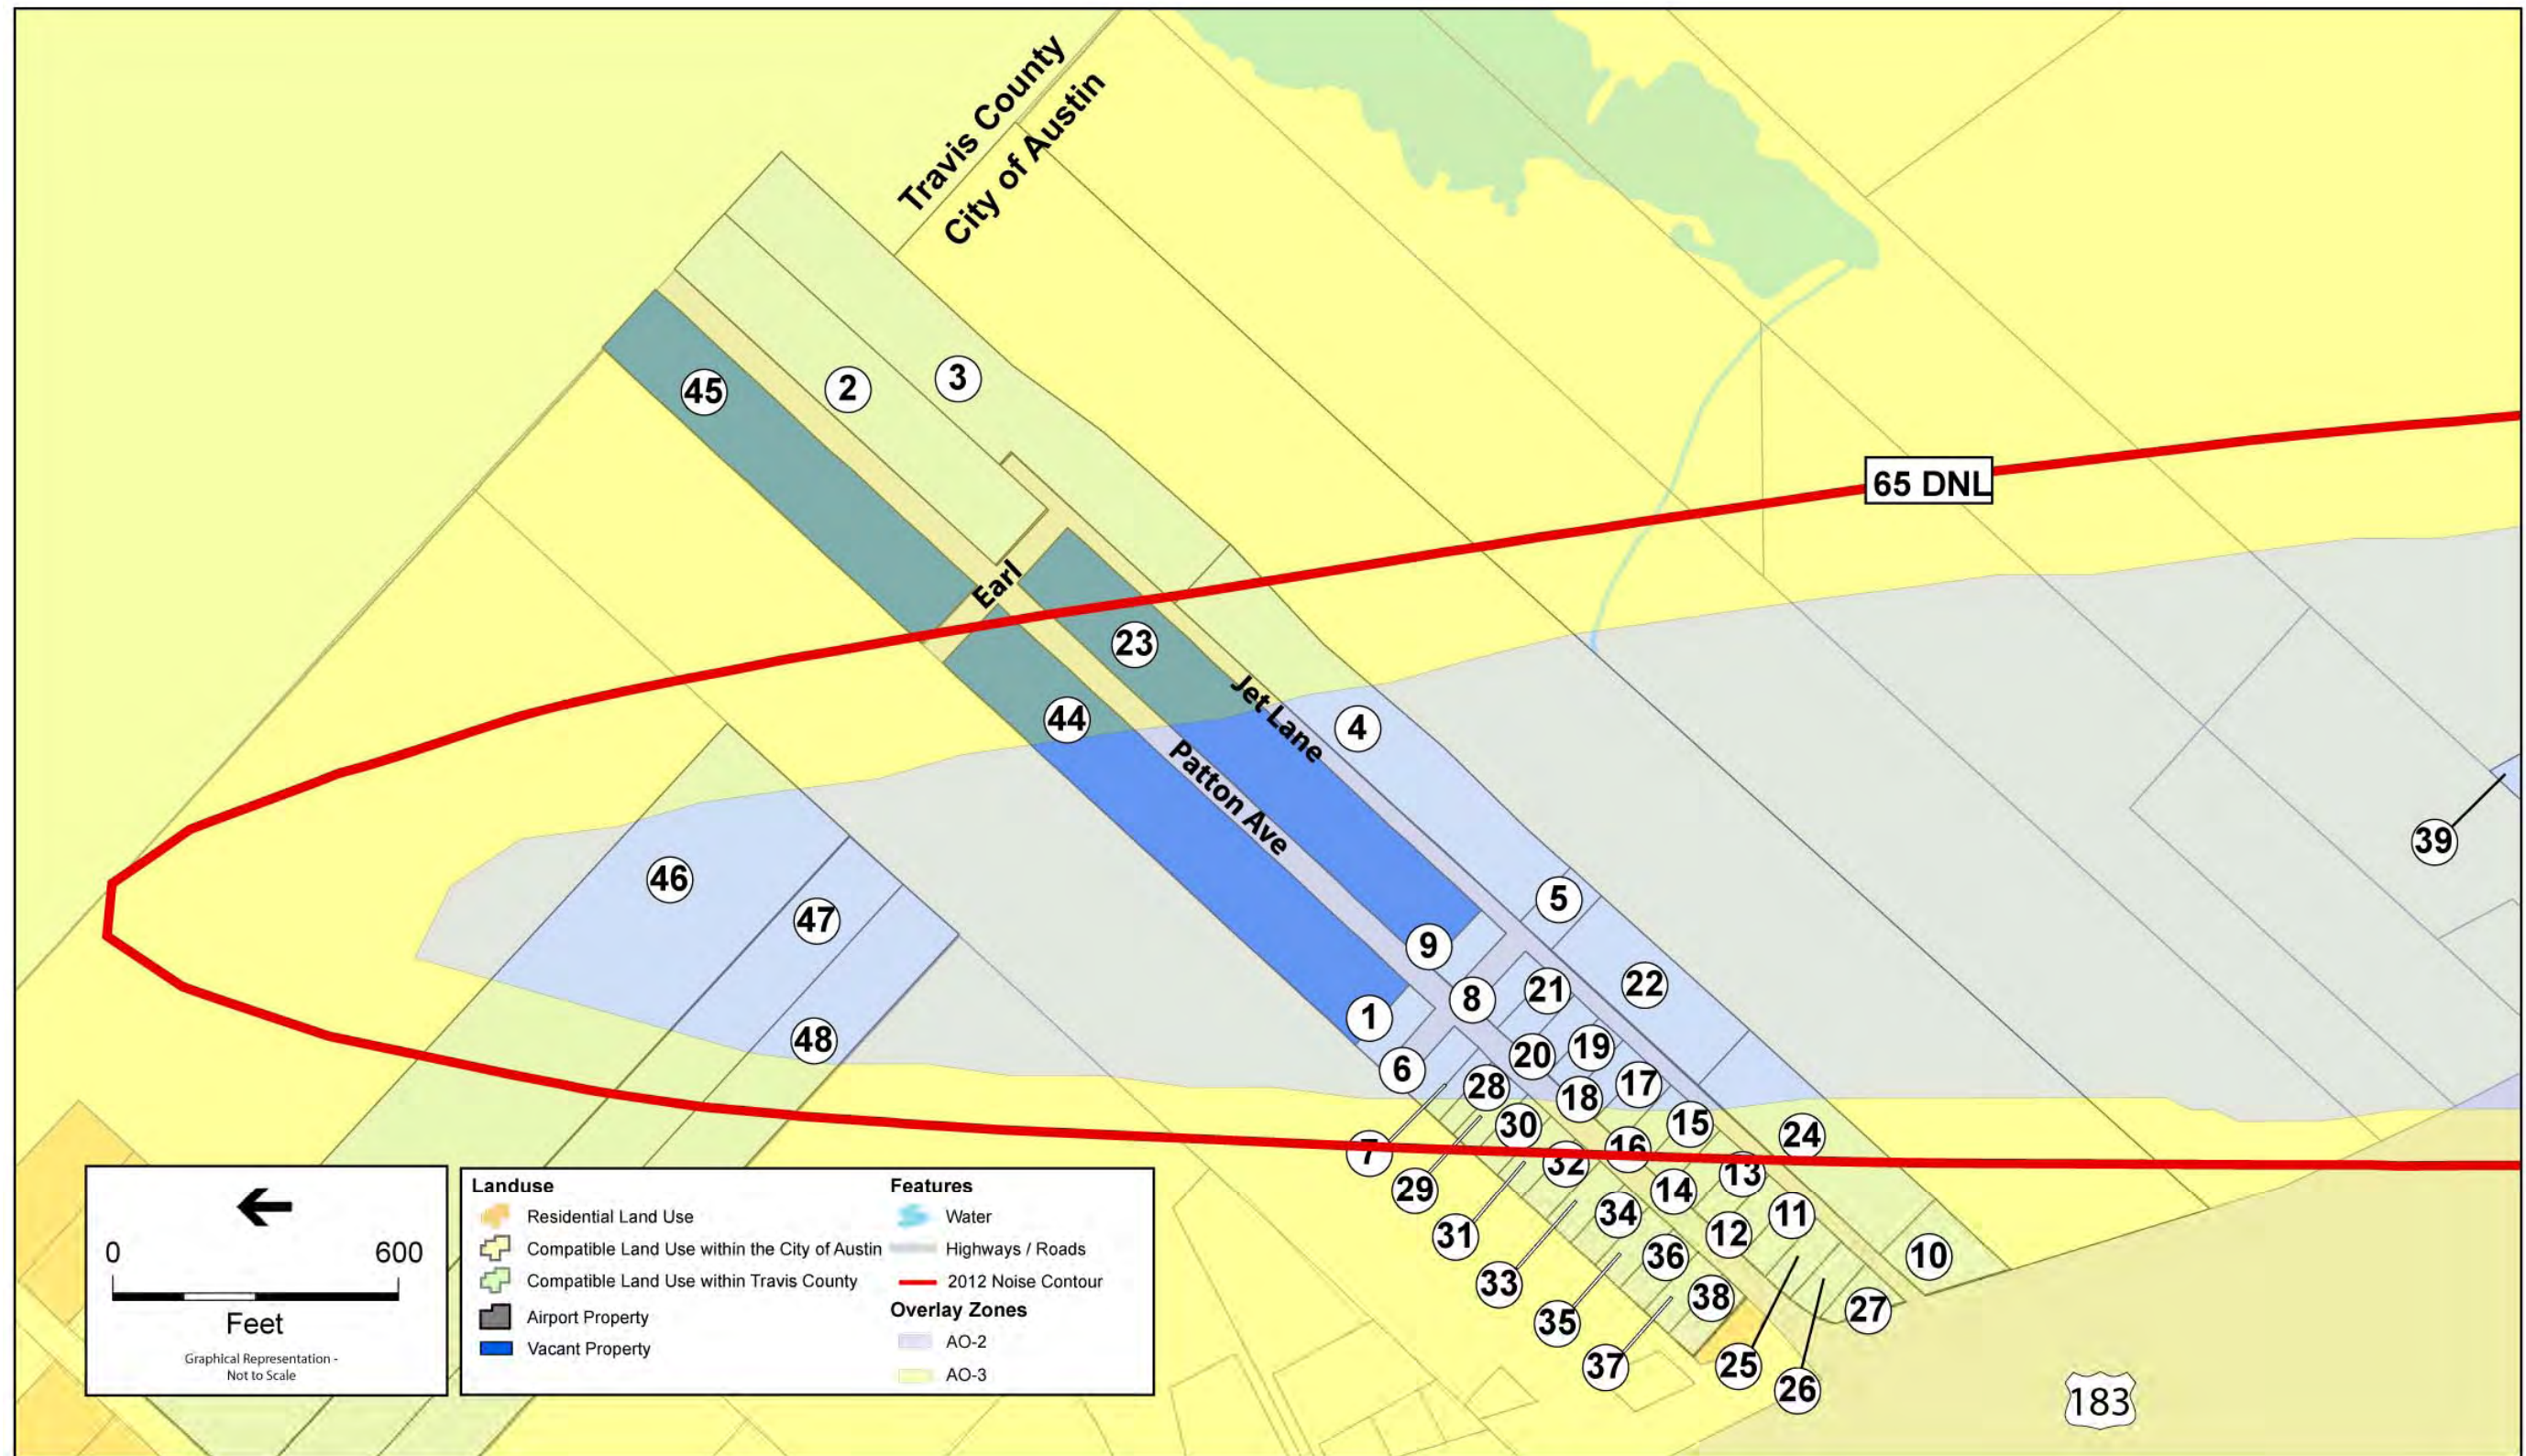 Travis County
City of Austin
3
2
45
65 DNL
Earl
23
Jet Lane
44
4
Patton Ave
39
46
5
47
9
22
21
8
1
48
19
20
6
17
28
18
15
30
24
16
7
32
13
29
14
11
34
12
31
36
10
33
38
27
35
25
37
26
183
0 600
Feet
Graphical Representation -
Not to Scale
Landuse
Residential Land Use
Compatible Land Use within the City of Austin
Compatible Land Use within Travis County
Airport Property
Vacant Property
Features
Water
Highways / Roads
2012 Noise Contour
Overlay Zones
AO-2
AO-3